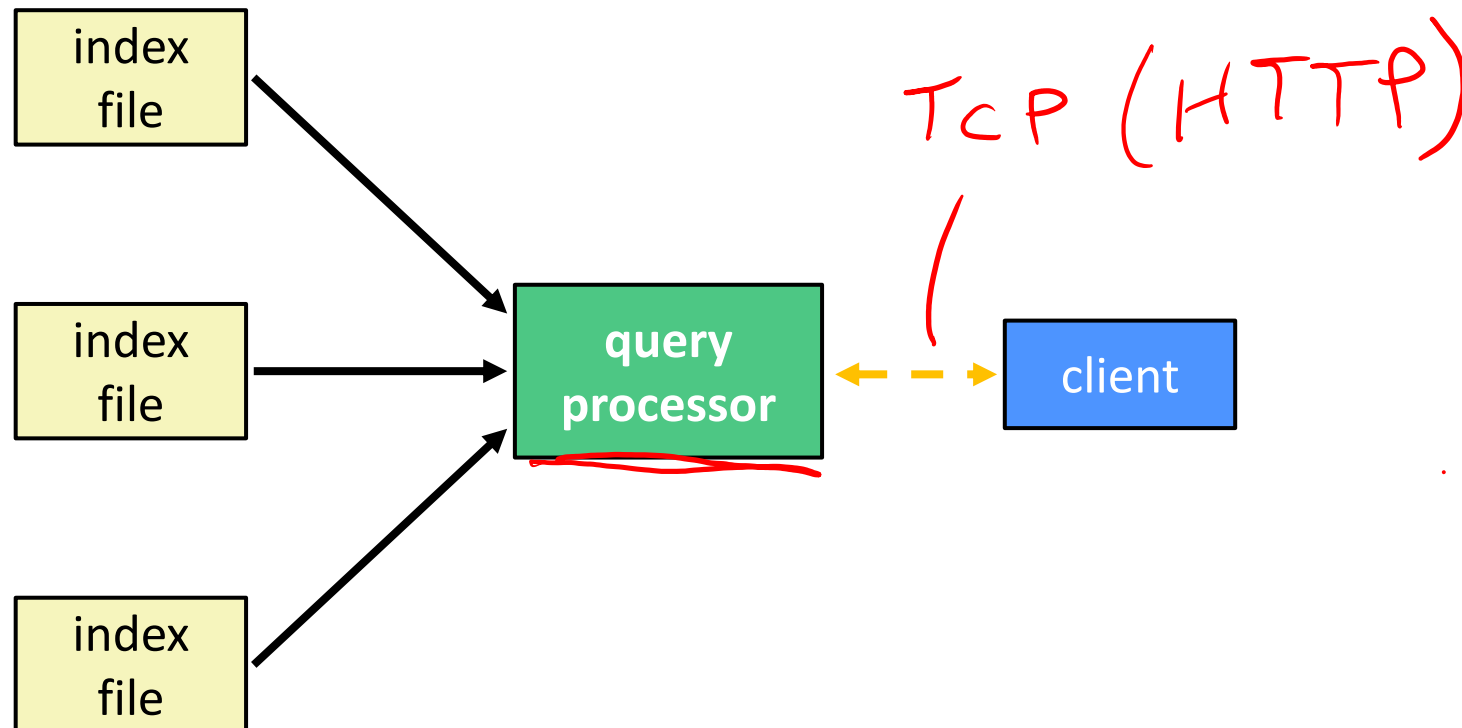 index
file
TCP (HTTP)
index
file
query
processor
client
index
file